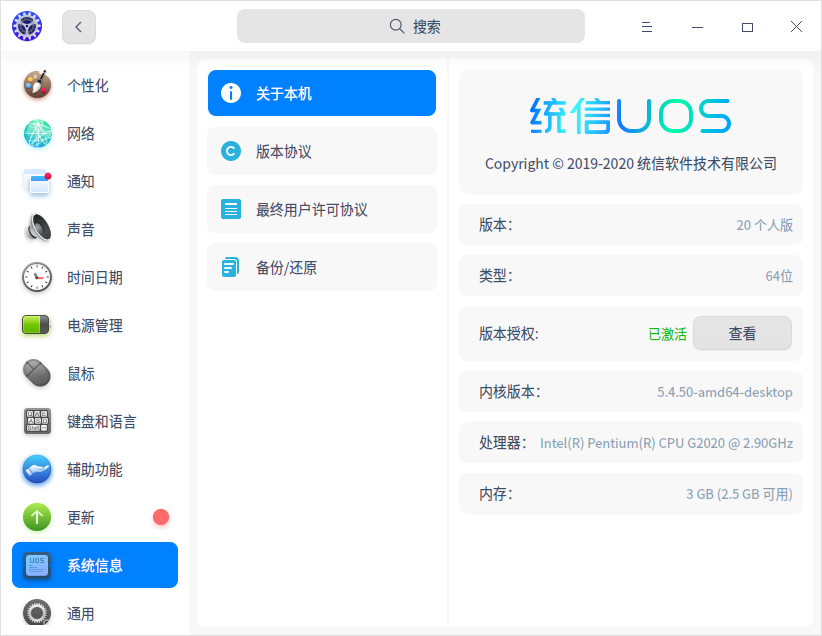 搜索
个性化
网络
通知
声音
时间日期
电源管理
鼠标
键盘和语言
辅助功能
更新
UOS
系统信息
通用
关于本机
版本协议
最终用户许可协议
备份/还原
统信UOS
Copyright © 2019-2020 统信软件技术有限公司
版本: 20 个人版
类型: 64位
版本授权: 已激活 查看
内核版本: 5.4.50-amd64-desktop
处理器: Intel(R) Pentium(R) CPU G2020 @ 2.90GHz
内存: 3 GB (2.5 GB 可用)